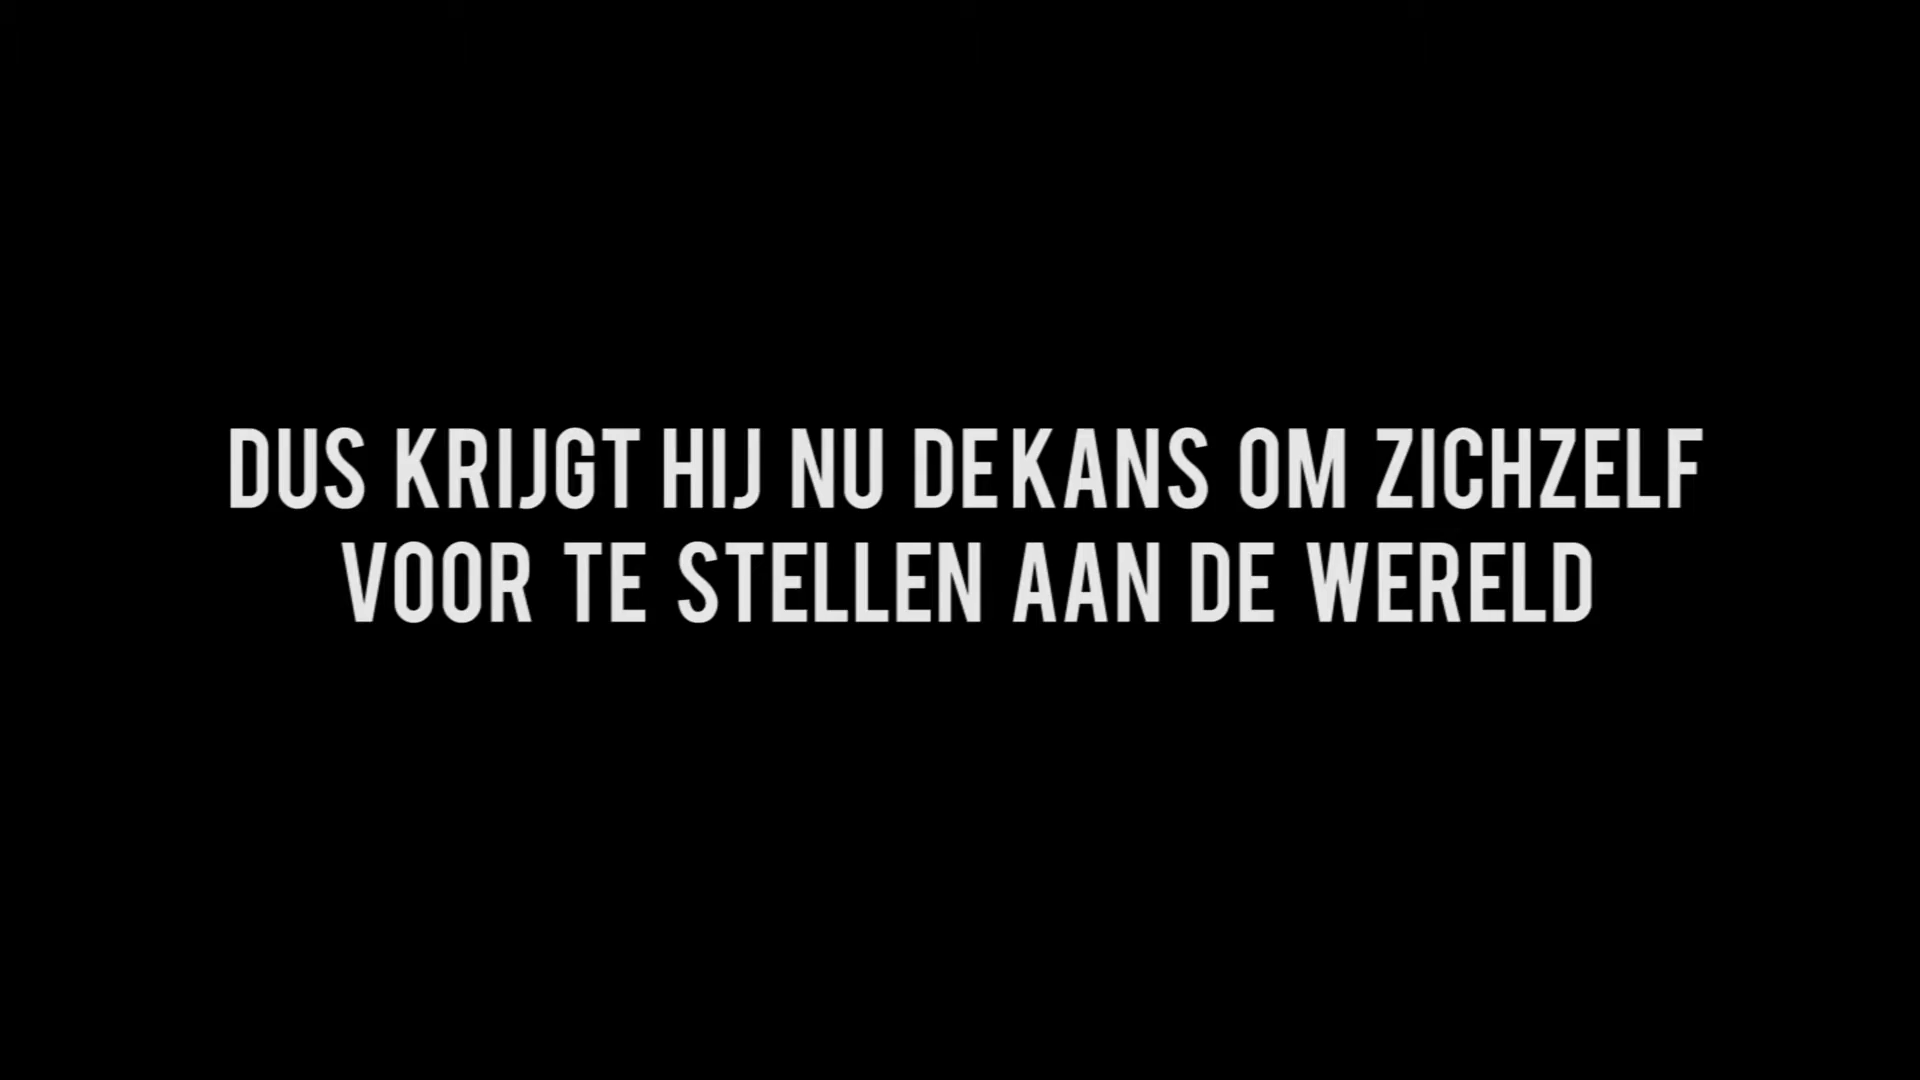 DUS KRIJGT HIJ NU DE KANS OM ZICHZELF
VOOR TE STELLEN AAN DE WERELD